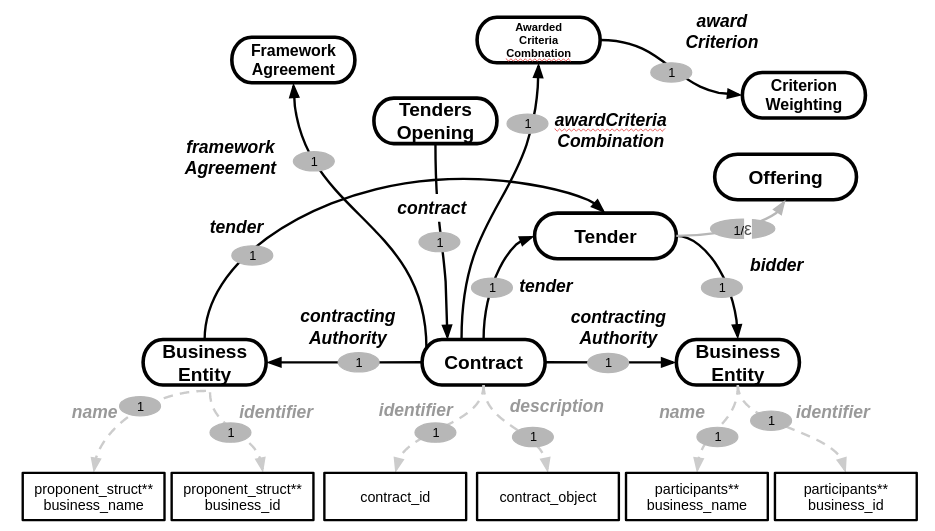 award
Criterion
Awarded
Criteria
Combnation
Framework
Agreement
1
Criterion
Weighting
Tenders
Opening
1
awardCriteria
Combination
framework
Agreement
1
Offering
contract
tender
1
1
Tender
1/ε
bidder
1
tender
1
contracting
Authority
contracting
Authority
Business
Entity
1
Contract
1
Business
Entity
name
1
identifier
identifier
description
name
identifier
1
1
1
1
1
proponent_struct**
business_name
proponent_struct**
business_id
contract_id
contract_object
participants**
business_name
participants**
business_id